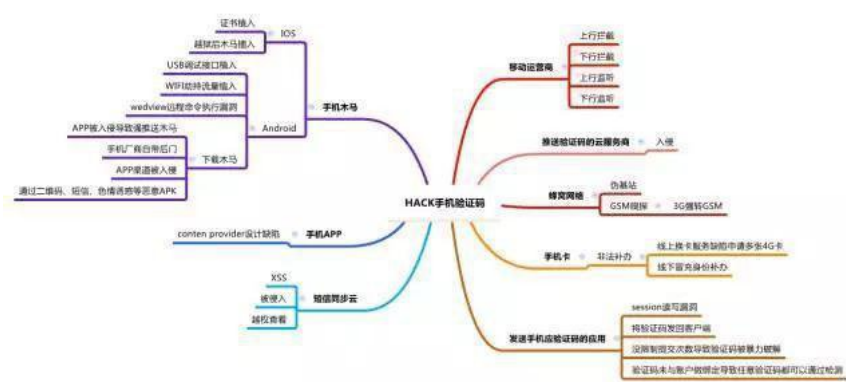 HACK手机验证码
手机木马
IOS
证书植入
越狱后木马植入
Android
USB调试接口植入
WIFI劫持流量植入
wedview远程命令执行漏洞
下载木马
APP被入侵导致强推送木马
手机厂商自带后门
APP渠道被入侵
通过二维码、短信、色情诱惑等恶意APK
手机APP
conten provider设计缺陷
短信同步云
XSS
被侵入
越权查看
移动运营商
上行拦截
下行拦截
上行监听
下行监听
推送验证码的云服务商
入侵
蜂窝网络
伪基站
GSM嗅探
3G强转GSM
手机卡
非法补办
线上换卡服务缺陷申请多张4G卡
线下冒充身份补办
发送手机应验证码的应用
session读写漏洞
将验证码发回客户端
没限制提交次数导致验证码被暴力破解
验证码未与账户做绑定导致任意验证码都可以通过检测